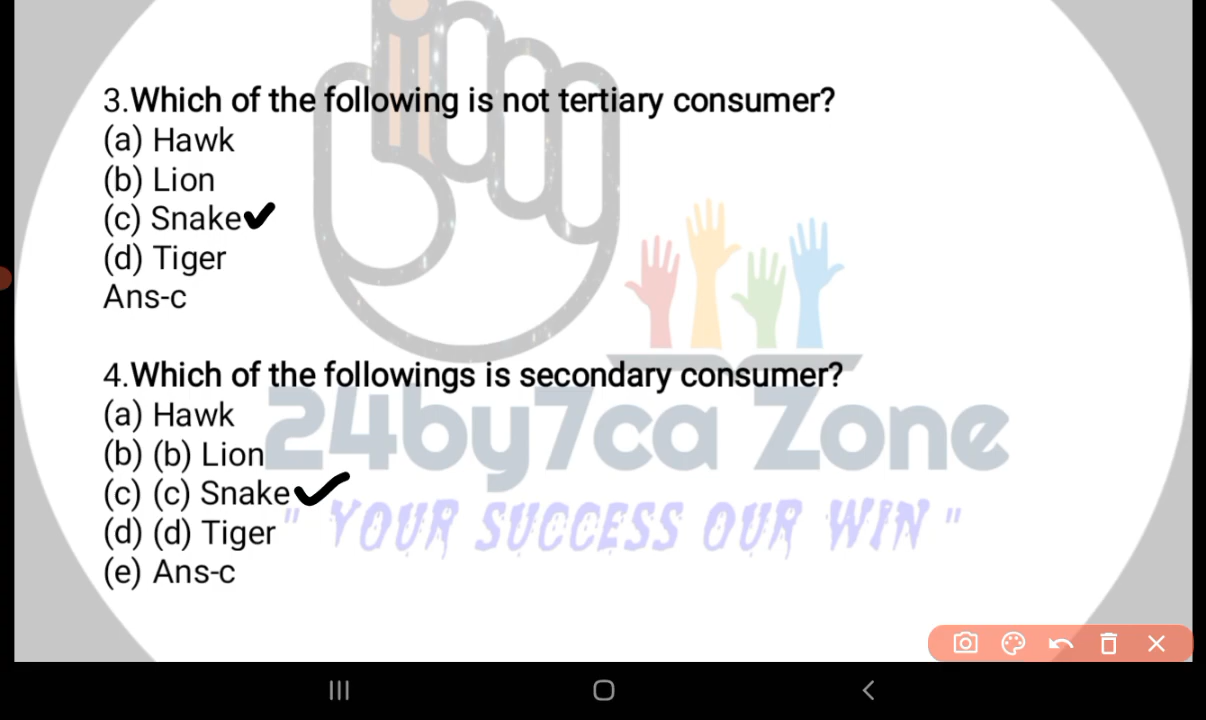 3.Which of the following is not tertiary consumer?
(a) Hawk
(b) Lion
(c) Snake
(d) Tiger
Ans-c
4.Which of the followings is secondary consumer?
(a) Hawk
(b) (b) Lion
(c) (c) Snake
(d) (d) Tiger
(e) Ans-c
24by7ca Zone
" YOUR SUCCESS OUR WIN "